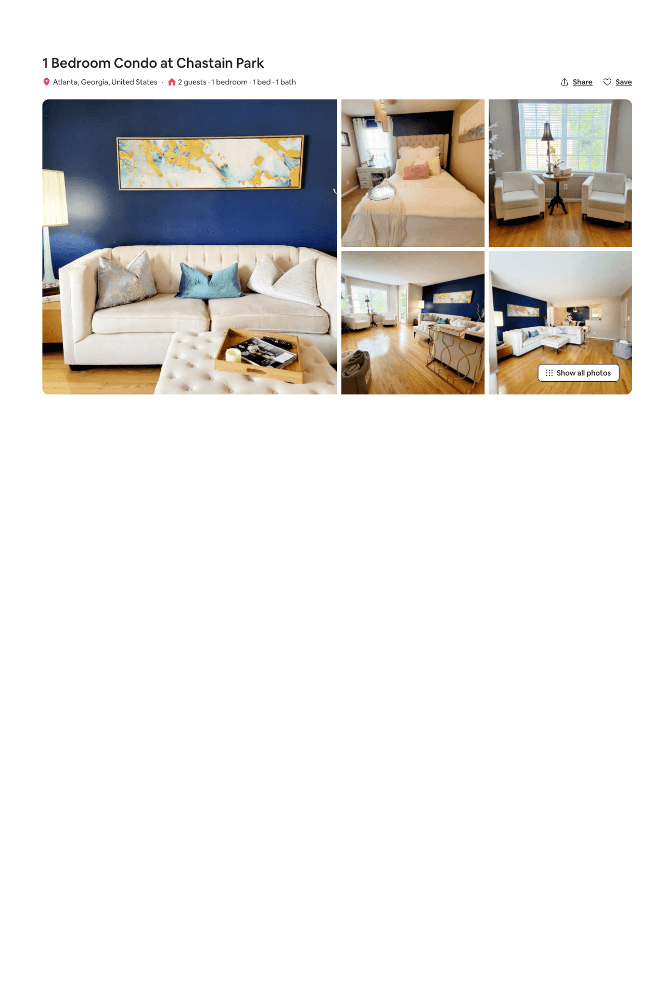 1 Bedroom Condo at Chastain Park
Atlanta, Georgia, United States · 2 guests · 1 bedroom · 1 bed · 1 bath
Share
Save
Show all photos